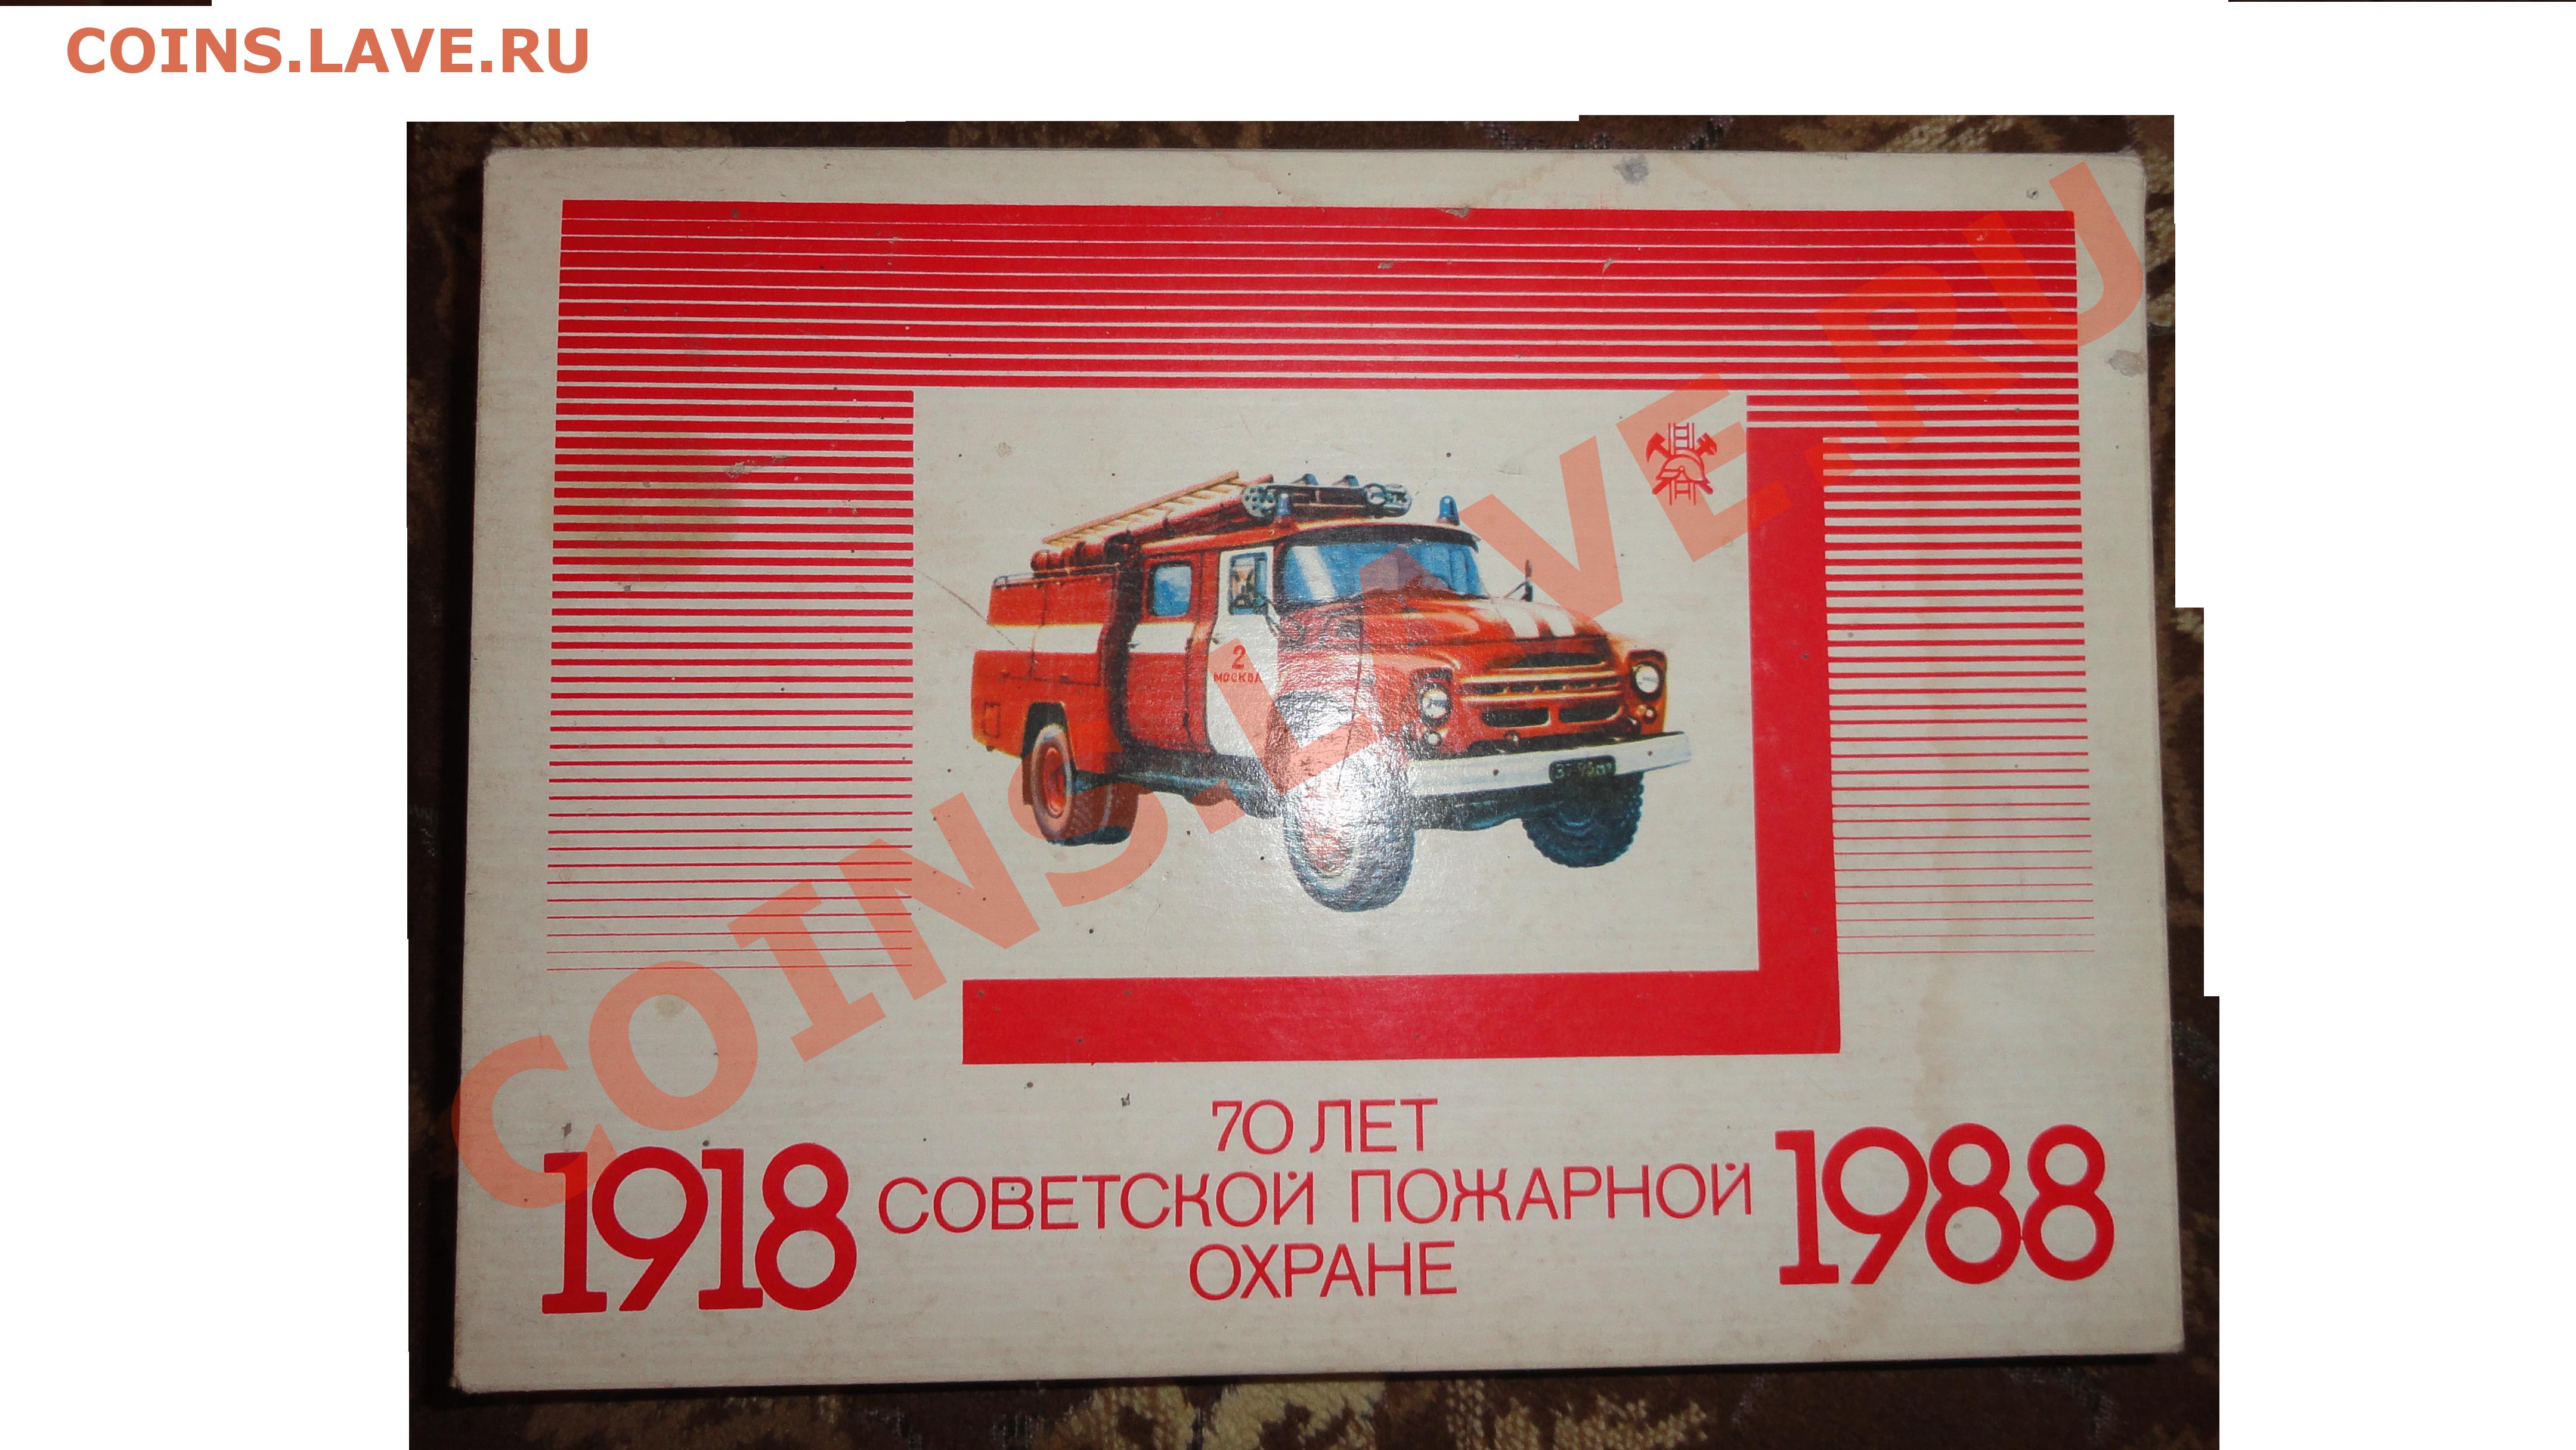 COINS.LAVE.RU
COINS.LAVE.RU
2
МОСКВА
70 ЛЕТ
1918 СОВЕТСКОЙ ПОЖАРНОЙ 1988
ОХРАНЕ